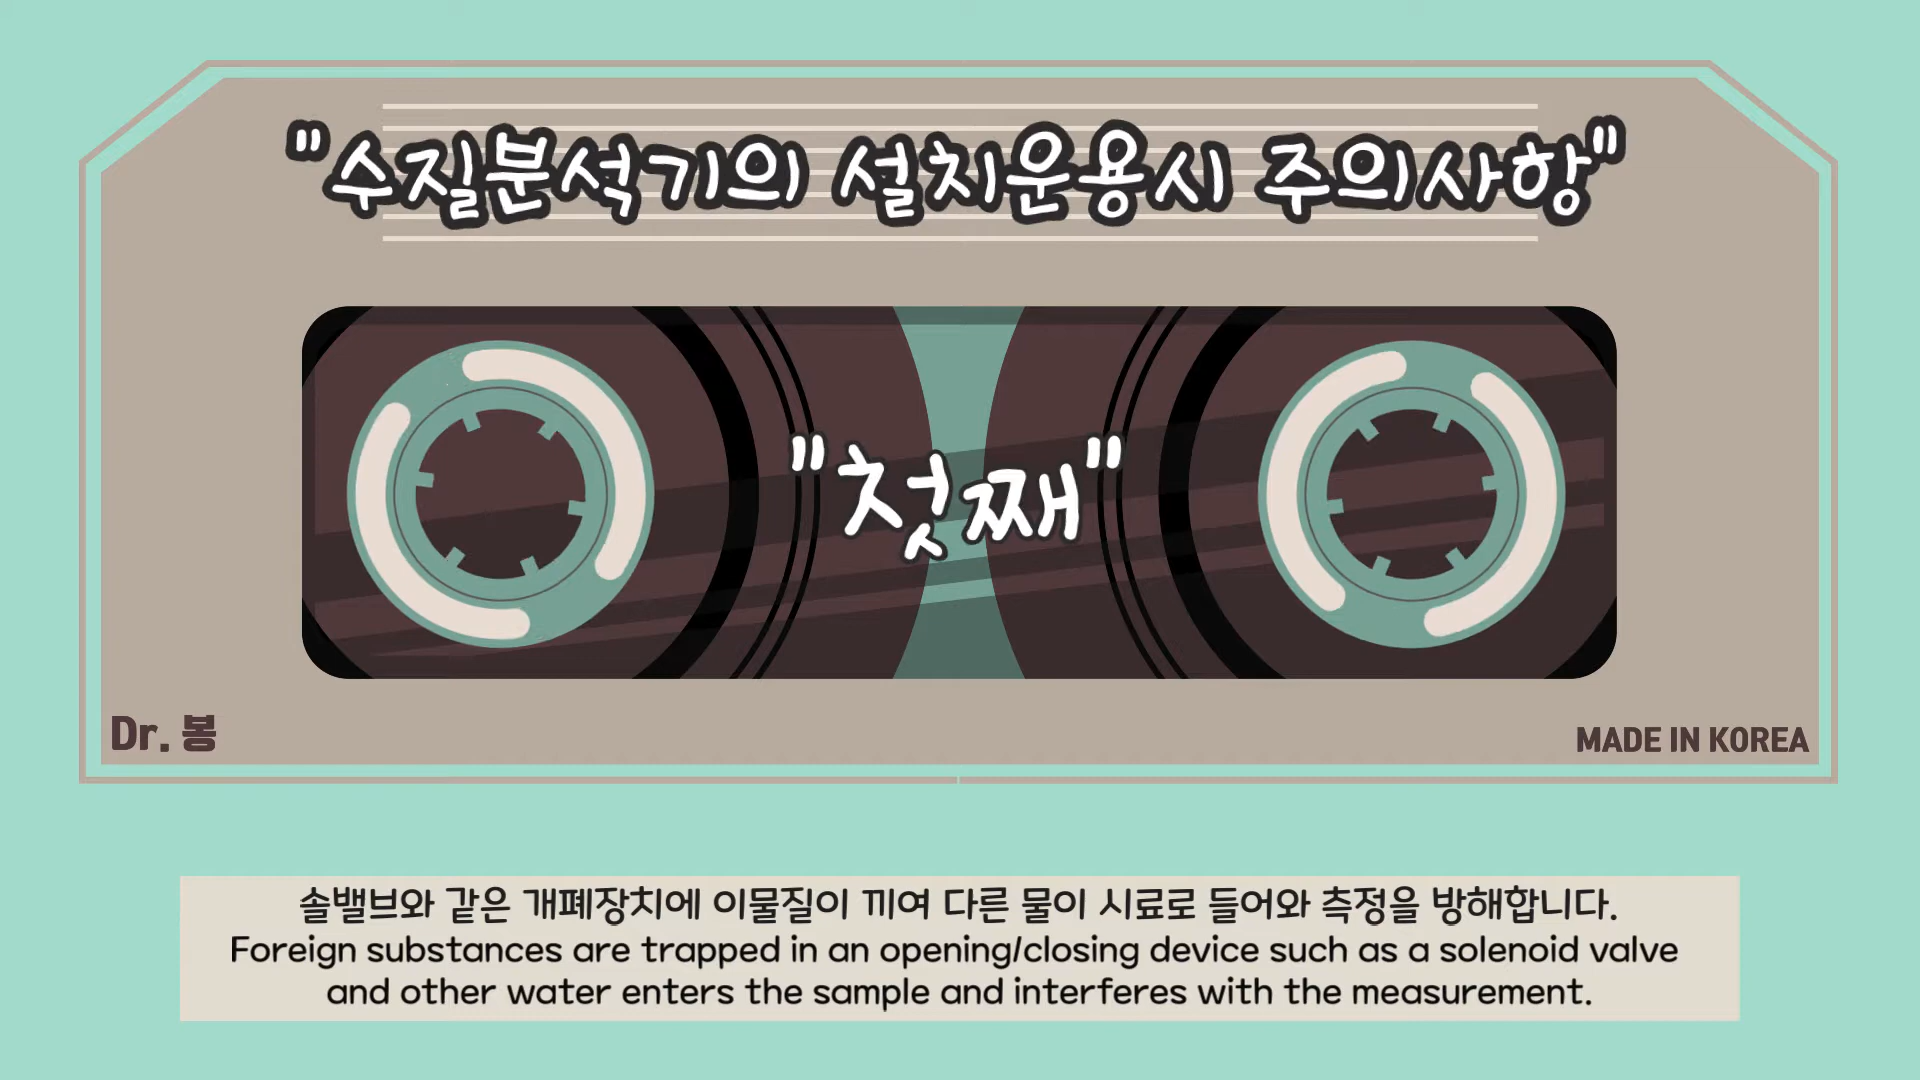 "수질분석기의 설치운용시 주의사항"
"첫째"
Dr. 봉
MADE IN KOREA
솔밸브와 같은 개폐장치에 이물질이 끼여 다른 물이 시료로 들어와 측정을 방해합니다.
Foreign substances are trapped in an opening/closing device such as a solenoid valve
and other water enters the sample and interferes with the measurement.